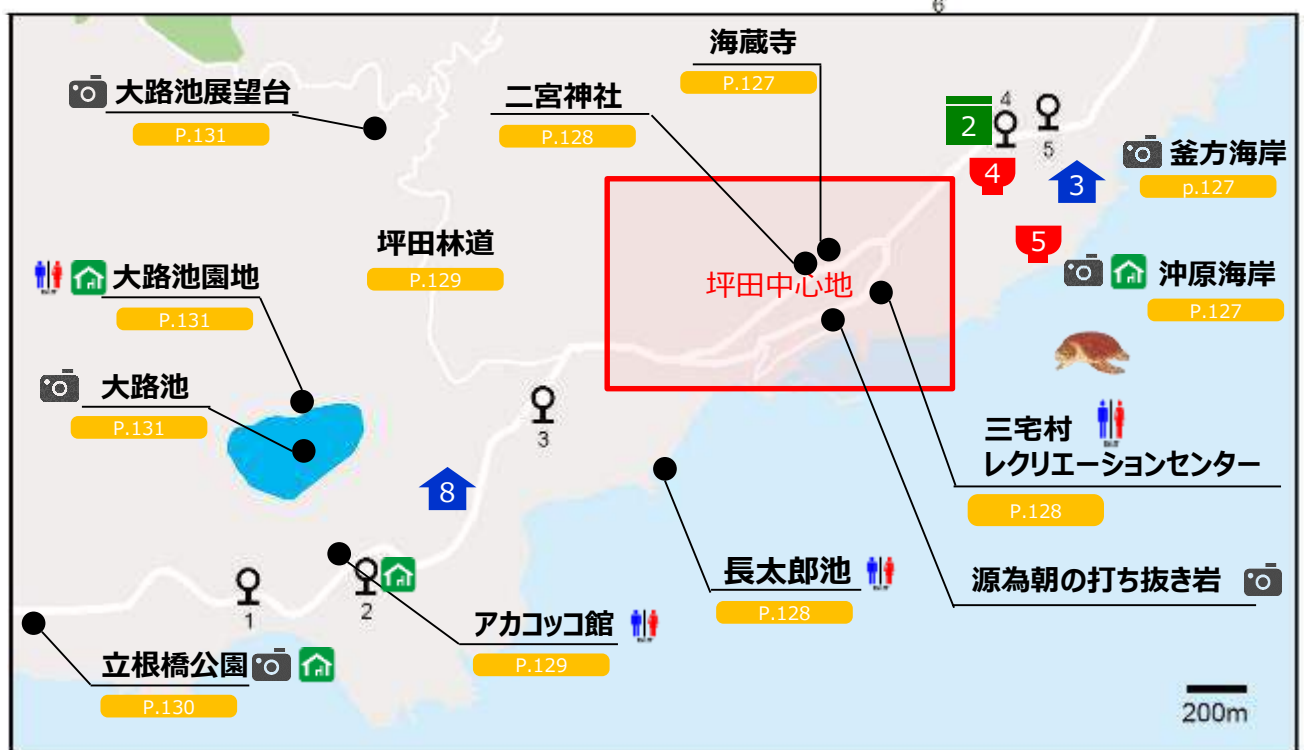 6
海蔵寺
P.127
大路池展望台
P.131
二宮神社
P.128
2
4
5
4
3
釜方海岸
p.127
5
坪田林道
P.129
大路池園地
P.131
坪田中心地
沖原海岸
P.127
大路池
P.131
3
三宅村
レクリエーションセンター
P.128
8
長太郎池
P.128
源為朝の打ち抜き岩
1
2
アカコッコ館
P.129
立根橋公園
P.130
200m